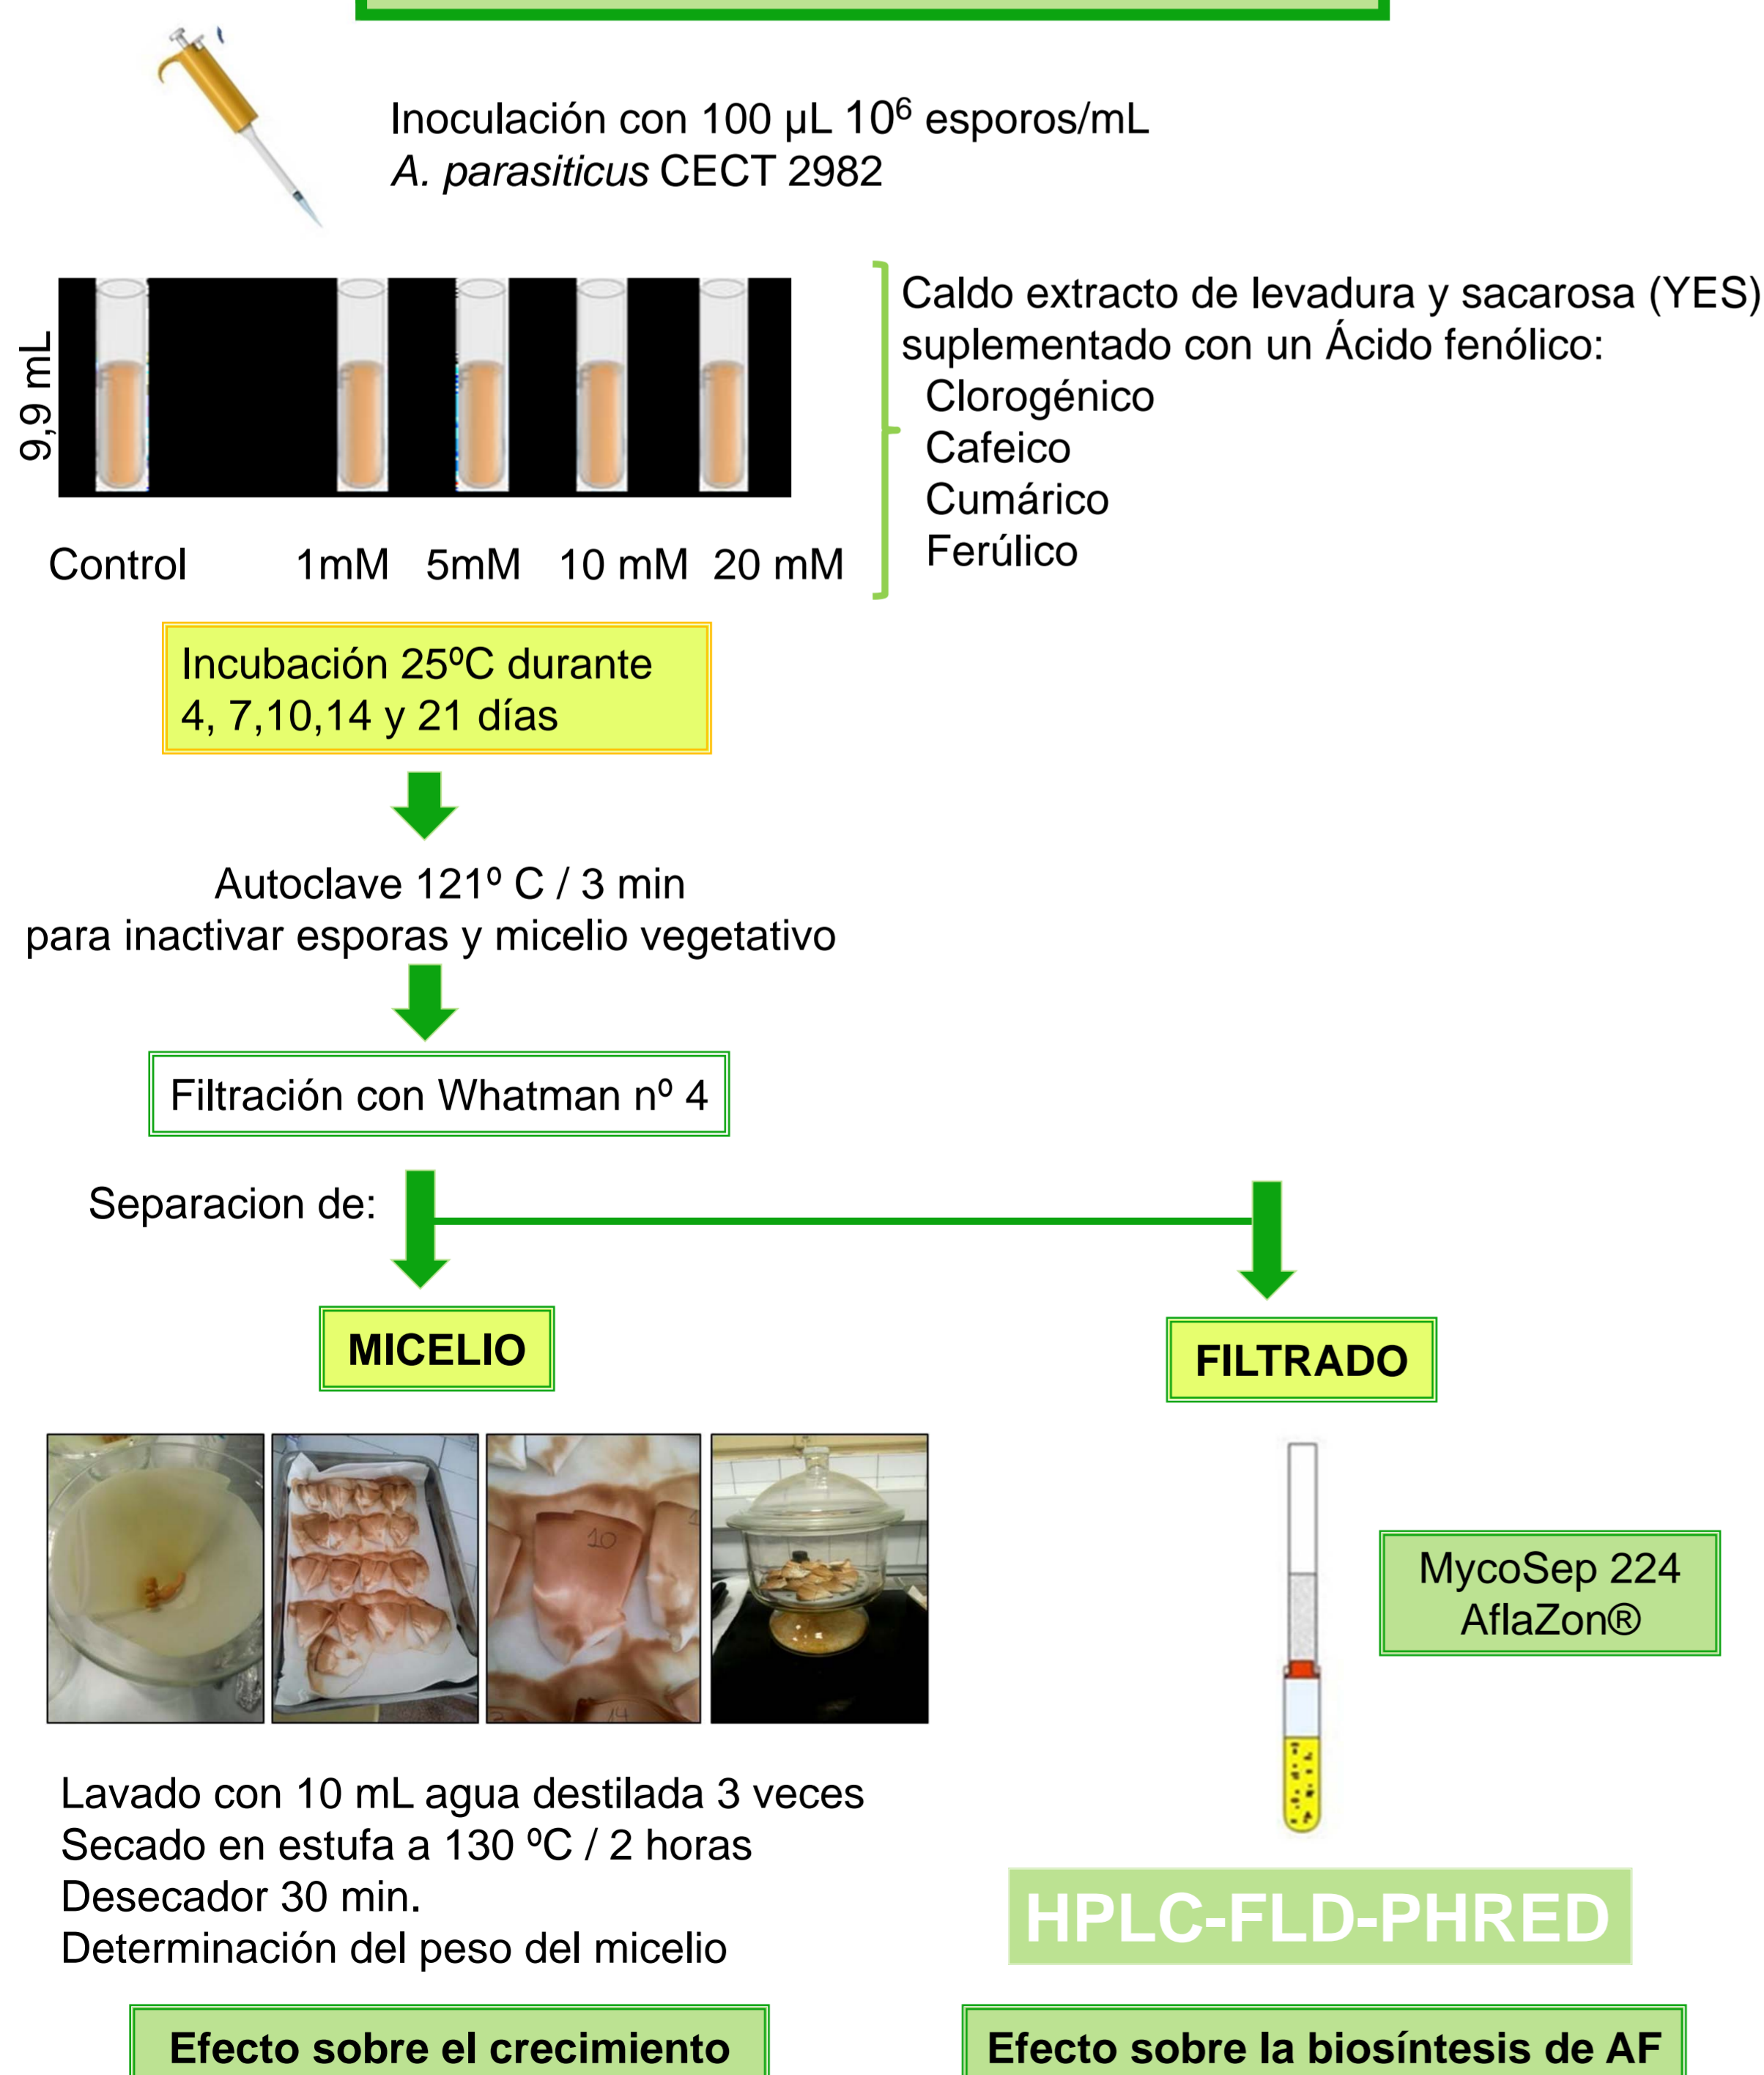 Inoculación con 100 µL 10⁶ esporos/mL
A. parasiticus CECT 2982
9,9 mL
Caldo extracto de levadura y sacarosa (YES)
suplementado con un Ácido fenólico:
Clorogénico
Cafeico
Cumárico
Ferúlico
Control 1mM 5mM 10 mM 20 mM
Incubación 25ºC durante
4, 7,10,14 y 21 días
Autoclave 121º C / 3 min
para inactivar esporas y micelio vegetativo
Filtración con Whatman nº 4
Separacion de:
MICELIO
FILTRADO
10
14
MycoSep 224
AflaZon®
Lavado con 10 mL agua destilada 3 veces
Secado en estufa a 130 ºC / 2 horas
Desecador 30 min.
Determinación del peso del micelio
HPLC-FLD-PHRED
Efecto sobre el crecimiento
Efecto sobre la biosíntesis de AF